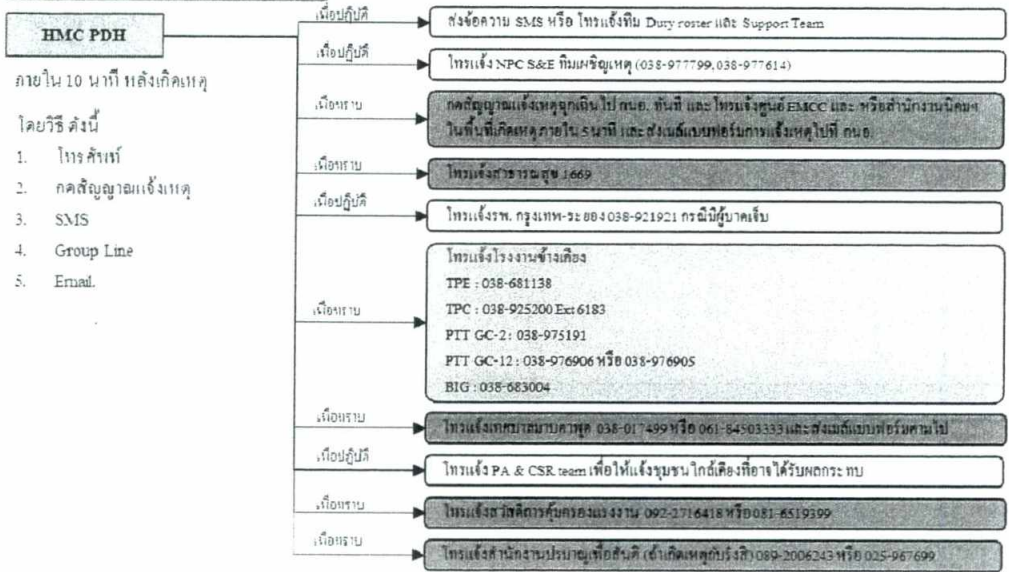 HMC PDH
ภายใน 10 นาที หลังเกิดเหตุ
โดยวิธี ดังนี้
1. โทรศัพท์
2. กดสัญญาณแจ้งเหตุ
3. SMS
4. Group Line
5. Email.
เพื่อปฏิบัติ
ส่งข้อความ SMS หรือ โทรแจ้งทีม Duty roster และ Support Team
เพื่อปฏิบัติ
โทรแจ้ง NPC S&E ทีมเผชิญเหตุ (038-977799,038-977614)
เพื่อทราบ
กดสัญญาณแจ้งเหตุฉุกเฉินไป กนอ. ทันที และ โทรแจ้งศูนย์ EMCC และ หรือสำนักงานนิคมฯ
ในพื้นที่เกิดเหตุภายใน 5 นาที และ ส่งเมล์แบบฟอร์มการแจ้งเหตุไปที่ กนอ.
เพื่อทราบ
โทรแจ้งสาธารณสุข 1669
เพื่อปฏิบัติ
โทรแจ้งรพ. กรุงเทพ-ระยอง 038-921921 กรณีมีผู้บาดเจ็บ
เพื่อทราบ
โทรแจ้งโรงงานข้างเคียง
TPE : 038-681138
TPC : 038-925200 Ext 6183
PTT GC-2 : 038-975191
PTT GC-12 : 038-976906 หรือ 038-976905
BIG : 038-683004
เพื่อทราบ
โทรแจ้งเทศบาลมาบตาพุด 038-017499 หรือ 061-84503333 และ ส่งเมล์แบบฟอร์มตามไป
เพื่อปฏิบัติ
โทรแจ้ง PA & CSR team เพื่อให้แจ้งชุมชน ใกล้เคียงที่อาจ ได้รับผลกระทบ
เพื่อทราบ
โทรแจ้งสวัสดิการคุ้มครองแรงงาน 092-2716418 หรือ 081-6519399
เพื่อทราบ
โทรแจ้งสำนักงานปรมาณูเพื่อสันติ (ถ้าเกิดเหตุกับรังสี) 089-2006243 หรือ 025-967699